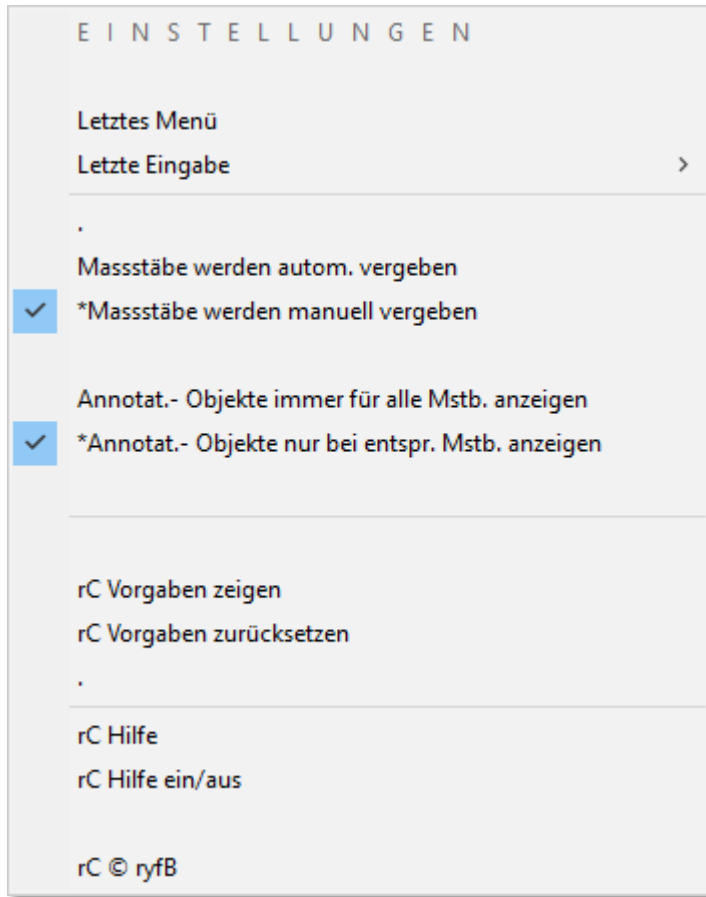 E I N S T E L L U N G E N
Letztes Menü
Letzte Eingabe
.
Massstäbe werden autom. vergeben
*Massstäbe werden manuell vergeben
Annotat.- Objekte immer für alle Mstb. anzeigen
*Annotat.- Objekte nur bei entspr. Mstb. anzeigen
rC Vorgaben zeigen
rC Vorgaben zurücksetzen
.
rC Hilfe
rC Hilfe ein/aus
rC © ryfB